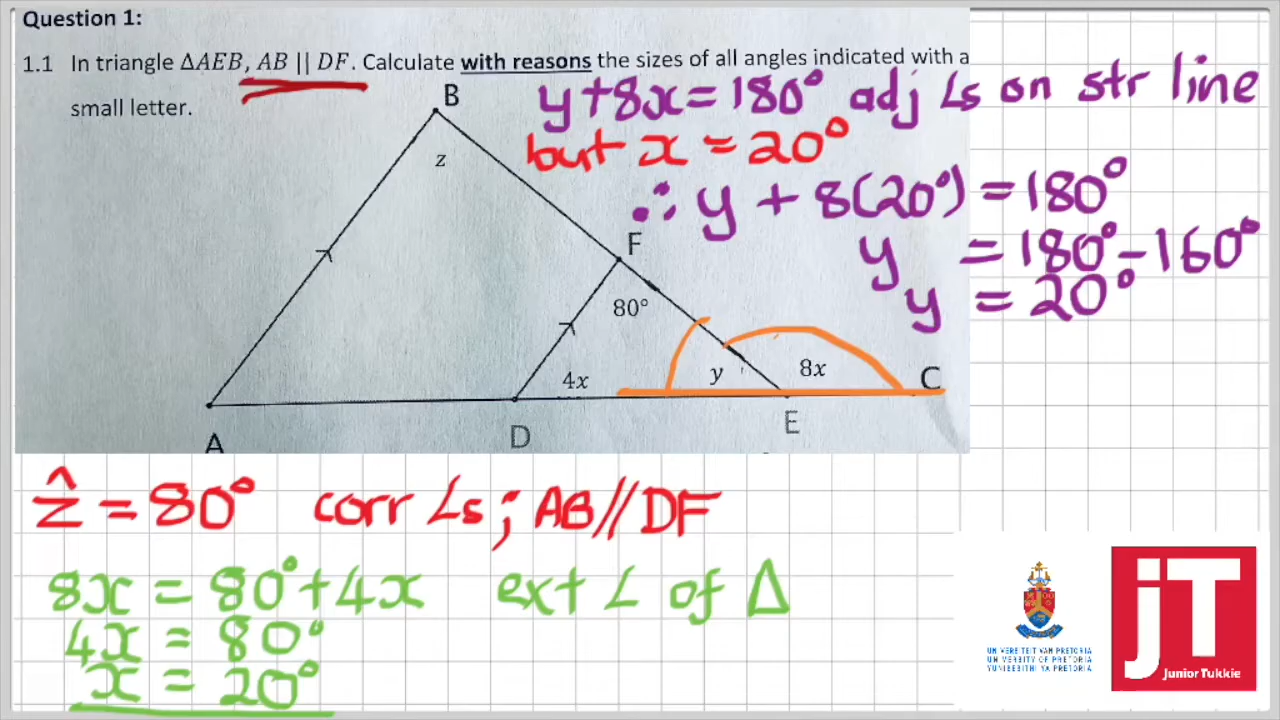 Question 1:
1.1 In triangle ΔAEB, AB || DF. Calculate with reasons the sizes of all angles indicated with a
small letter.
B
z
F
80°
4x
y
8x
C
A
D
E
y+8x=180° adj ∠s on str line
but x = 20°
∴ y + 8(20°) = 180°
y = 180° - 160°
y = 20°
ẑ = 80° corr ∠s; AB//DF
8x = 80°+4x ext ∠ of Δ
4x = 80°
x = 20°
UNIVERSITEIT VAN PRETORIA
UNIVERSITY OF PRETORIA
YUNIBESITHI YA PRETORIA
jT
Junior Tukkie